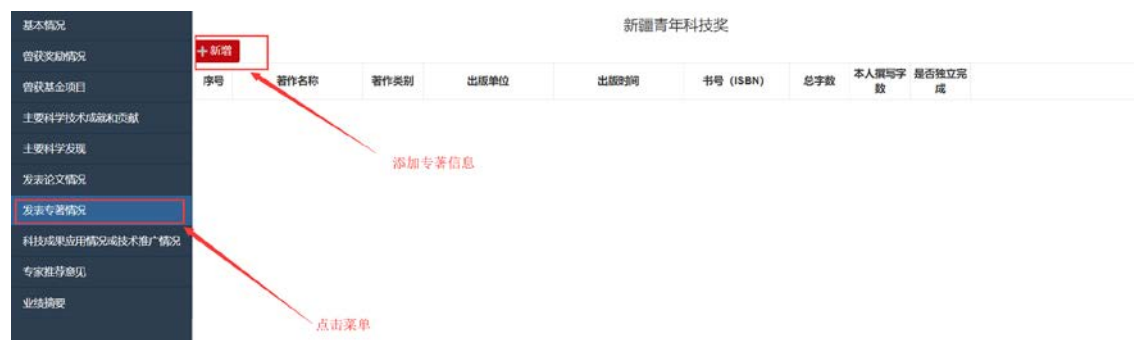 基本情况
新疆青年科技奖
曾获奖励情况
+ 新增
序号 著作名称 著作类别 出版单位 出版时间 书号 (ISBN) 总字数 本人撰写字数 是否独立完成
曾获基金项目
主要科学技术成就和贡献
主要科学发现
添加专著信息
发表论文情况
发表专著情况
科技成果应用情况或技术推广情况
专家推荐意见
业绩摘要
点击菜单